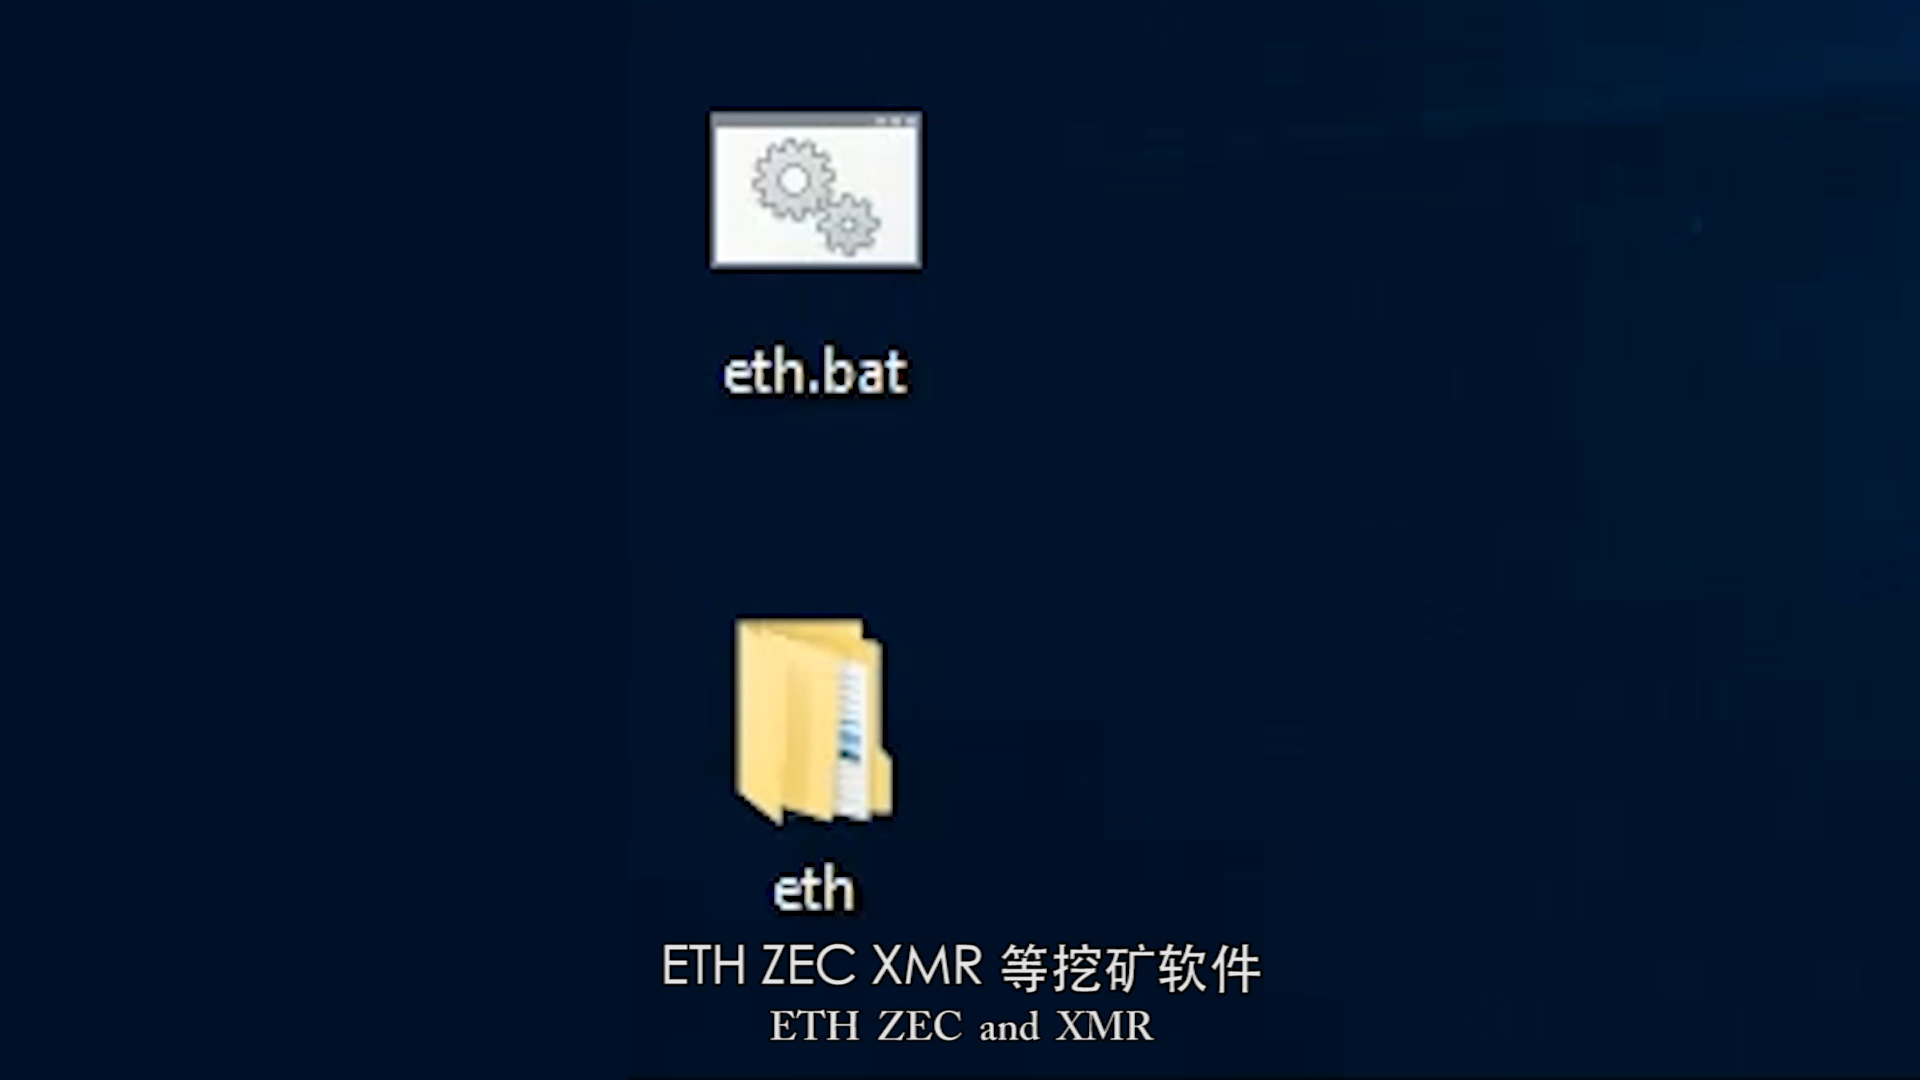 eth.bat
eth
ETH ZEC XMR 等挖矿软件
ETH ZEC and XMR